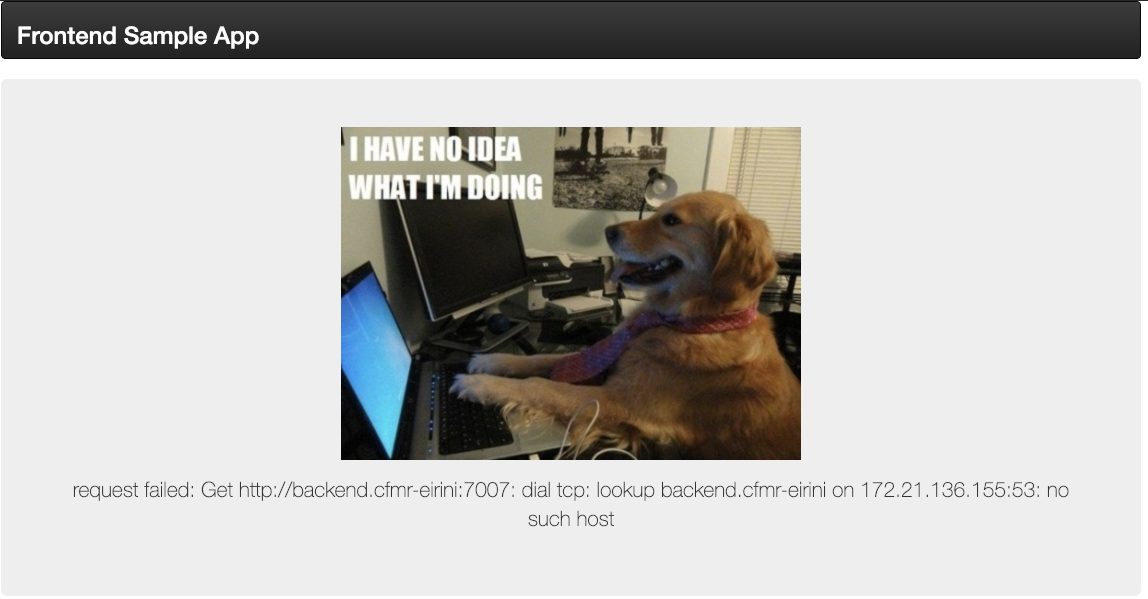 Frontend Sample App
I HAVE NO IDEA
WHAT I'M DOING
request failed: Get http://backend.cfmr-eirini:7007: dial tcp: lookup backend.cfmr-eirini on 172.21.136.155:53: no
such host